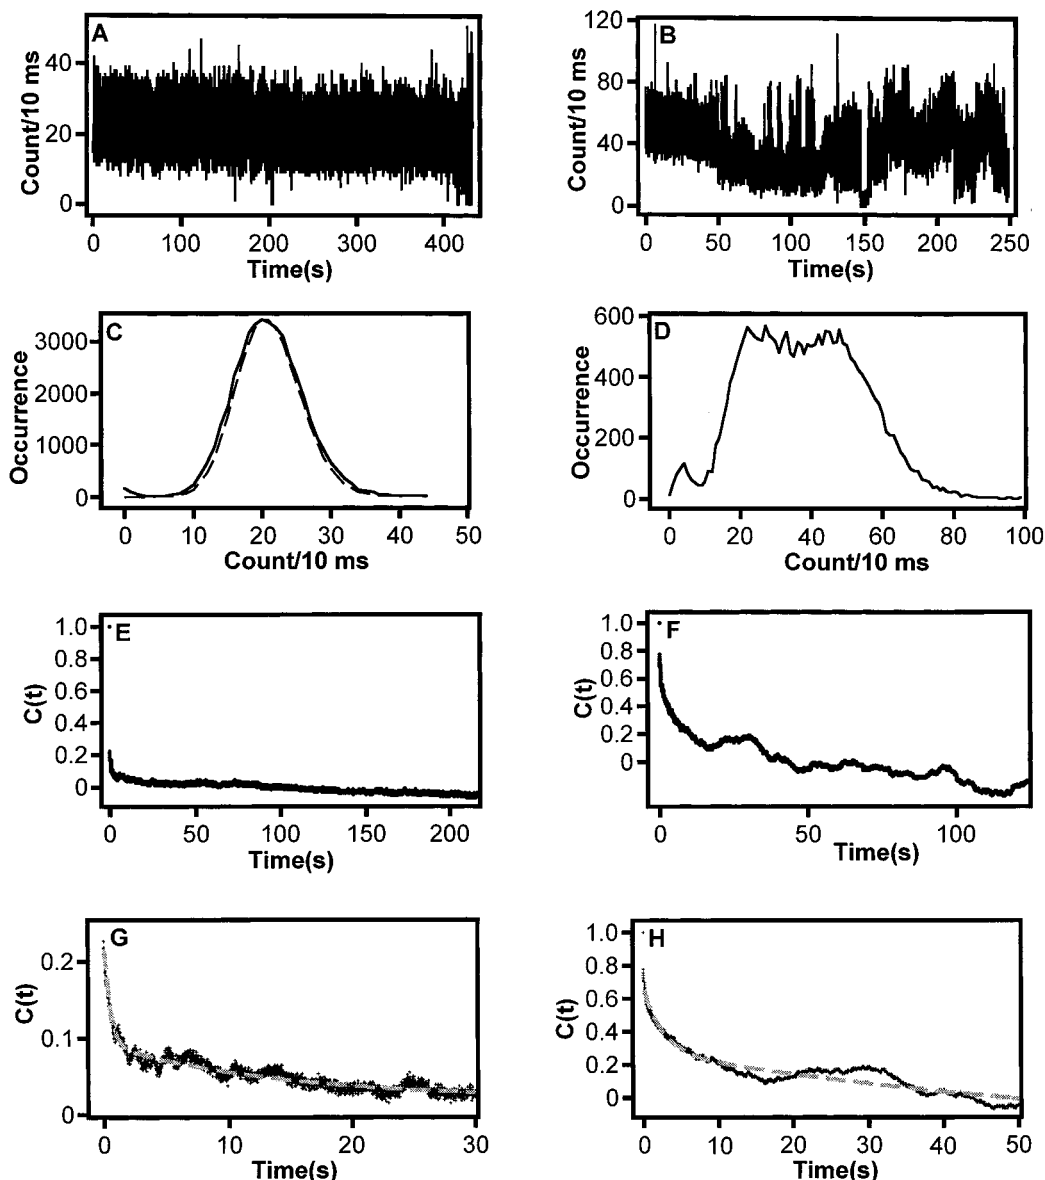 A
Count/10 ms
40
20
0
0 100 200 300 400
Time(s)
B
Count/10 ms
120
80
40
0
0 50 100 150 200 250
Time(s)
C
Occurrence
3000
2000
1000
0
0 10 20 30 40 50
Count/10 ms
D
Occurrence
600
400
200
0
0 20 40 60 80 100
Count/10 ms
E
C(t)
1.0
0.8
0.6
0.4
0.2
0
0 50 100 150 200
Time(s)
F
C(t)
1.0
0.8
0.6
0.4
0.2
0
0 50 100
Time(s)
G
C(t)
0.2
0.1
0
0 10 20 30
Time(s)
H
C(t)
1.0
0.8
0.6
0.4
0.2
0
0 10 20 30 40 50
Time(s)